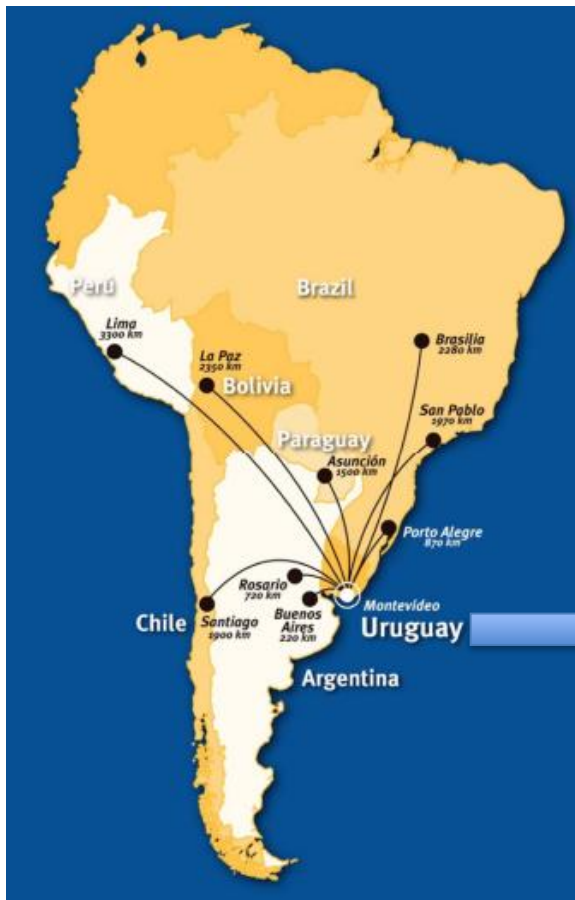 Perú
Brazil
Lima
3300 km
Brasilia
2280 km
La Paz
2350 km
Bolivia
San Pablo
1970 km
Paraguay
Asunción
1500 km
Porto Alegre
870 km
Rosario
720 km
Montevideo
Chile
Santiago
1900 km
Buenos
Aires
220 km
Uruguay
Argentina